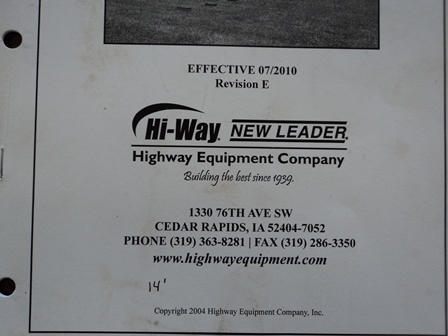 EFFECTIVE 07/2010
Revision E
Hi-Way NEW LEADER®
Highway Equipment Company
Building the best since 1939.
1330 76TH AVE SW
CEDAR RAPIDS, IA 52404-7052
PHONE (319) 363-8281 | FAX (319) 286-3350
www.highwayequipment.com
14'
Copyright 2004 Highway Equipment Company, Inc.